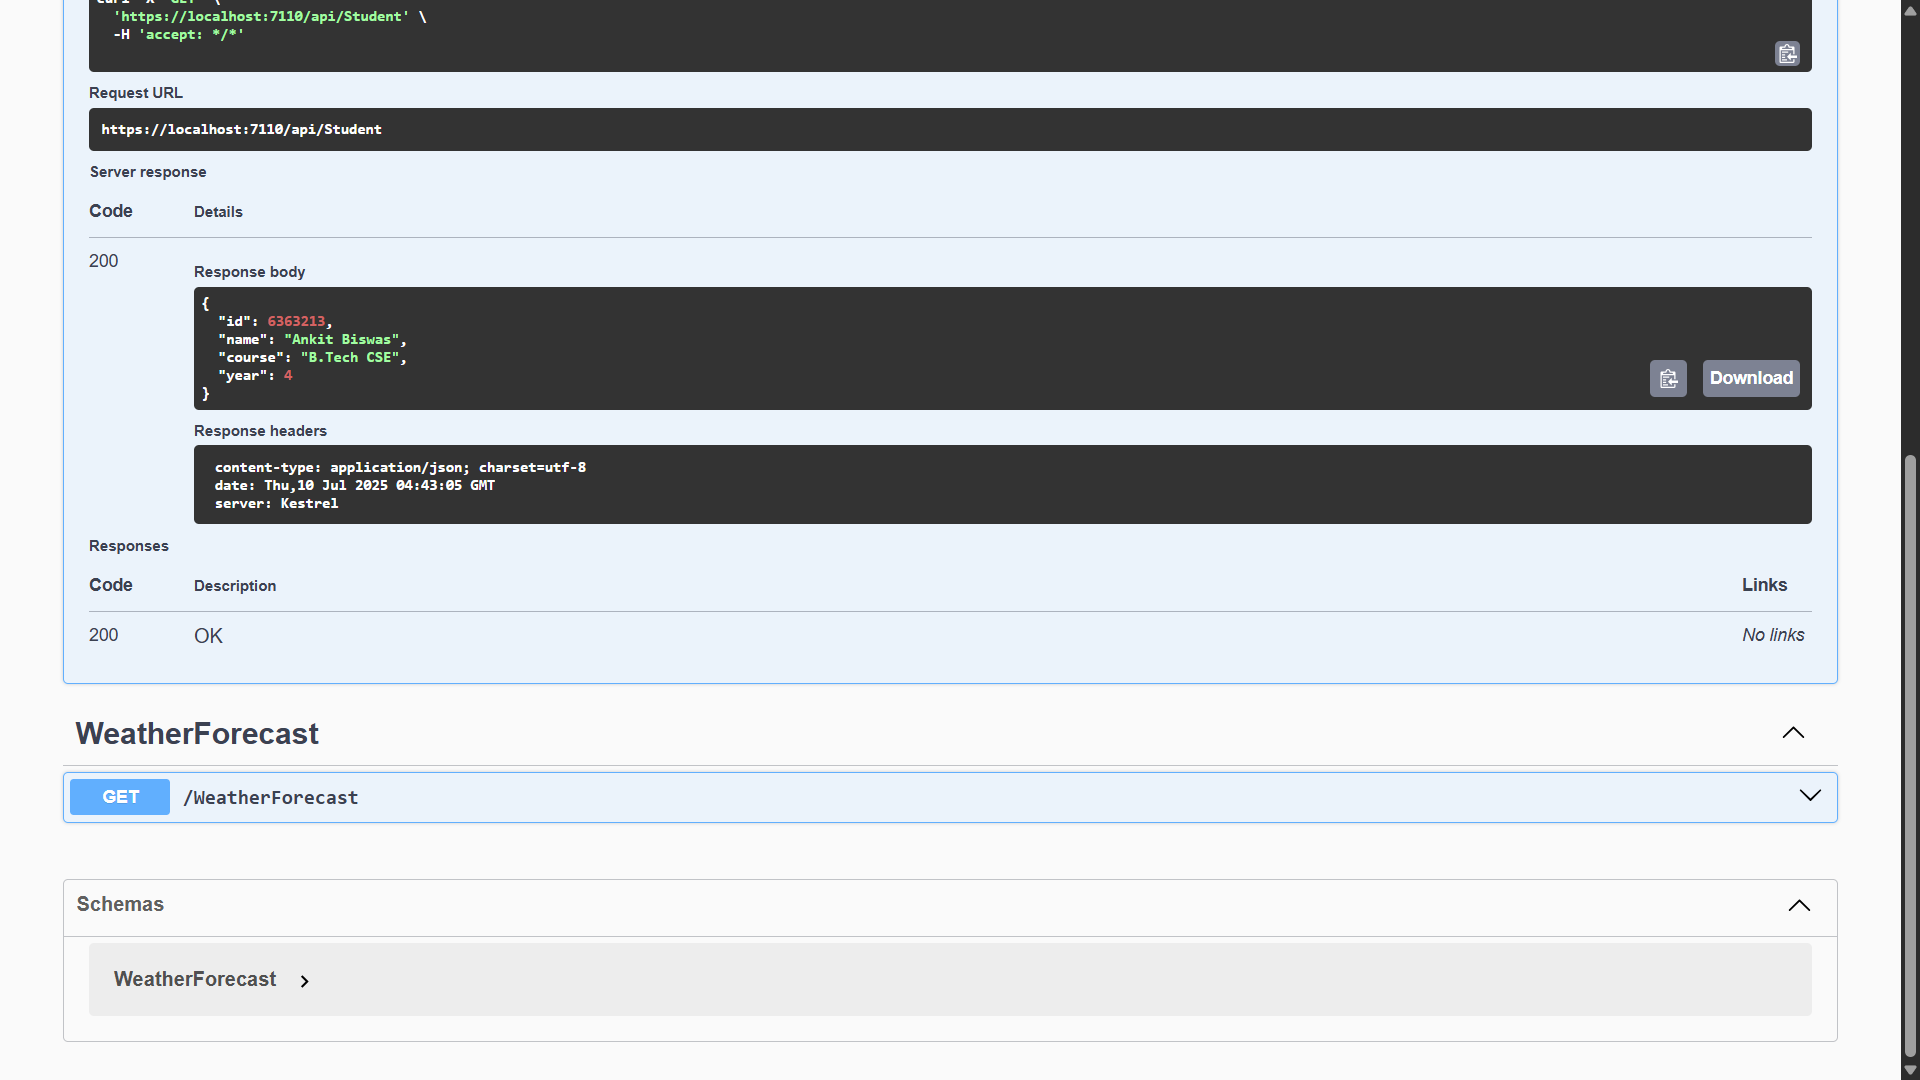 curl -X 'GET' \
'https://localhost:7110/api/Student' \
-H 'accept: */*'
Request URL
https://localhost:7110/api/Student
Server response
Code Details
200
Response body
{
"id": 6363213,
"name": "Ankit Biswas",
"course": "B.Tech CSE",
"year": 4
}
Download
Response headers
content-type: application/json; charset=utf-8
date: Thu,10 Jul 2025 04:43:05 GMT
server: Kestrel
Responses
Code Description Links
200 OK No links
WeatherForecast
GET /WeatherForecast
Schemas
WeatherForecast